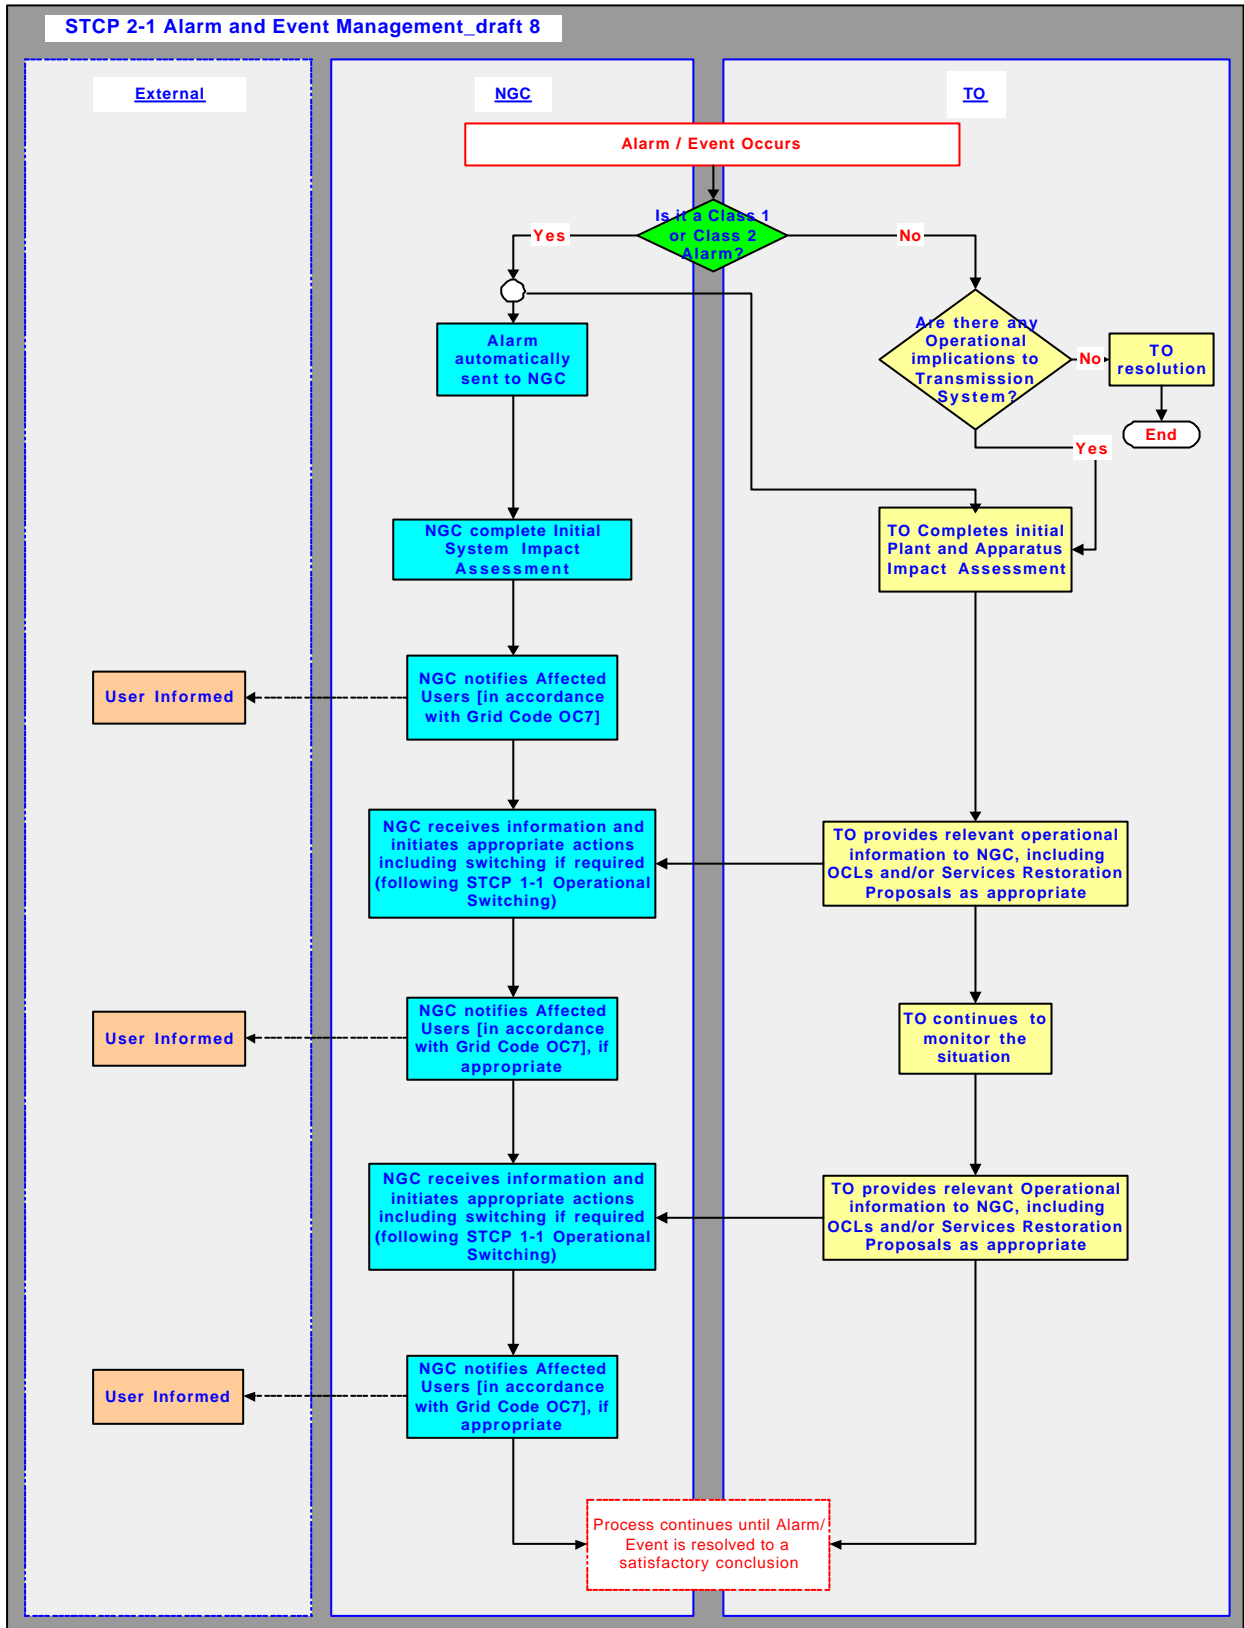 STCP 2-1 Alarm and Event Management_draft 8
External
NGC
TO
Alarm / Event Occurs
Is it a Class 1
or Class 2
Alarm?
Yes
No
Alarm
automatically
sent to NGC
Are there any
Operational
implications to
Transmission
System?
No
TO
resolution
End
Yes
NGC complete Initial
System Impact
Assessment
TO Completes initial
Plant and Apparatus
Impact Assessment
User Informed
NGC notifies Affected
Users [in accordance
with Grid Code OC7]
NGC receives information and
initiates appropriate actions
including switching if required
(following STCP 1-1 Operational
Switching)
TO provides relevant operational
information to NGC, including
OCLs and/or Services Restoration
Proposals as appropriate
User Informed
NGC notifies Affected
Users [in accordance
with Grid Code OC7], if
appropriate
TO continues to
monitor the
situation
NGC receives information and
initiates appropriate actions
including switching if required
(following STCP 1-1 Operational
Switching)
TO provides relevant Operational
information to NGC, including
OCLs and/or Services Restoration
Proposals as appropriate
User Informed
NGC notifies Affected
Users [in accordance
with Grid Code OC7], if
appropriate
Process continues until Alarm/
Event is resolved to a
satisfactory conclusion